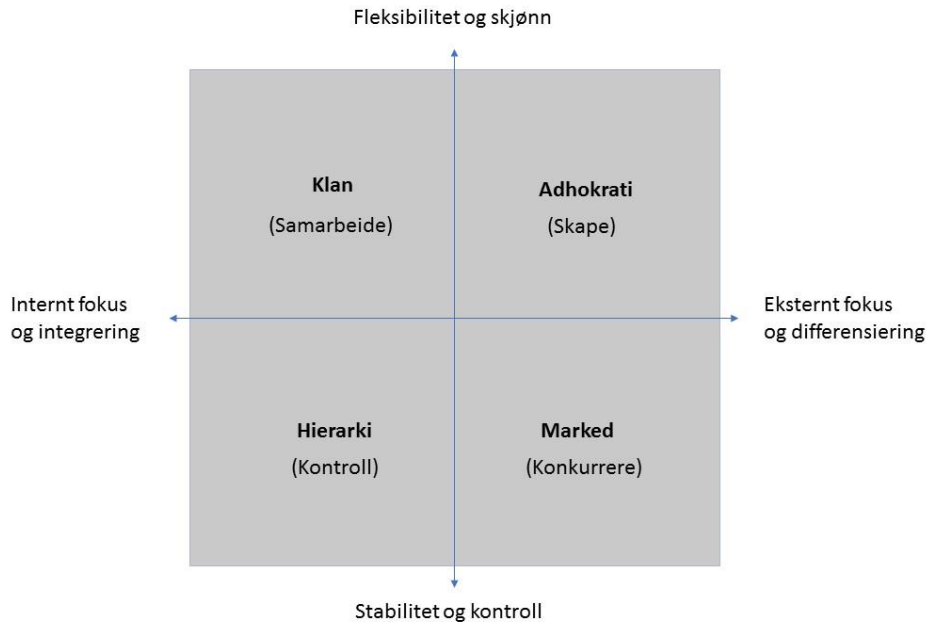 Fleksibilitet og skjønn
Klan
(Samarbeide)
Adhokrati
(Skape)
Internt fokus
og integrering
Eksternt fokus
og differensiering
Hierarki
(Kontroll)
Marked
(Konkurrere)
Stabilitet og kontroll